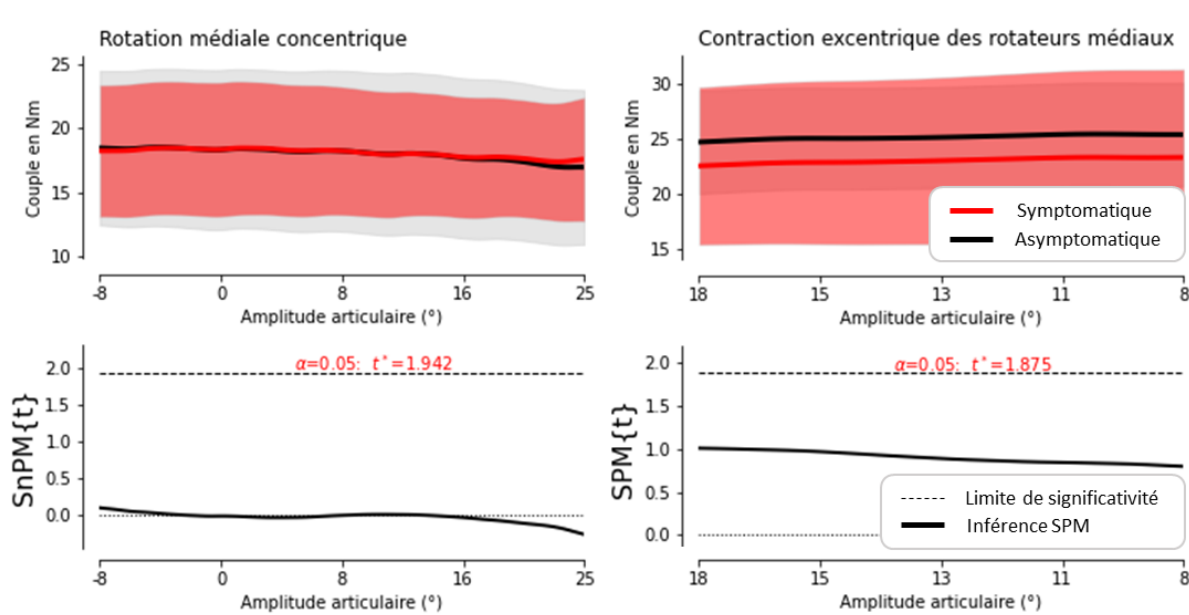 Rotation médiale concentrique
Couple en Nm
25
20
15
10
-8 0 8 16 25
Amplitude articulaire (°)
Contraction excentrique des rotateurs médiaux
Couple en Nm
30
25
20
15
Symptomatique
Asymptomatique
18 15 13 11 8
Amplitude articulaire (°)
SnPM{t}
2.0
1.5
1.0
0.5
0.0
α=0.05: t*=1.942
-8 0 8 16 25
Amplitude articulaire (°)
SPM{t}
2.0
1.5
1.0
0.5
0.0
α=0.05: t*=1.875
Limite de significativité
Inférence SPM
18 15 13 11 8
Amplitude articulaire (°)